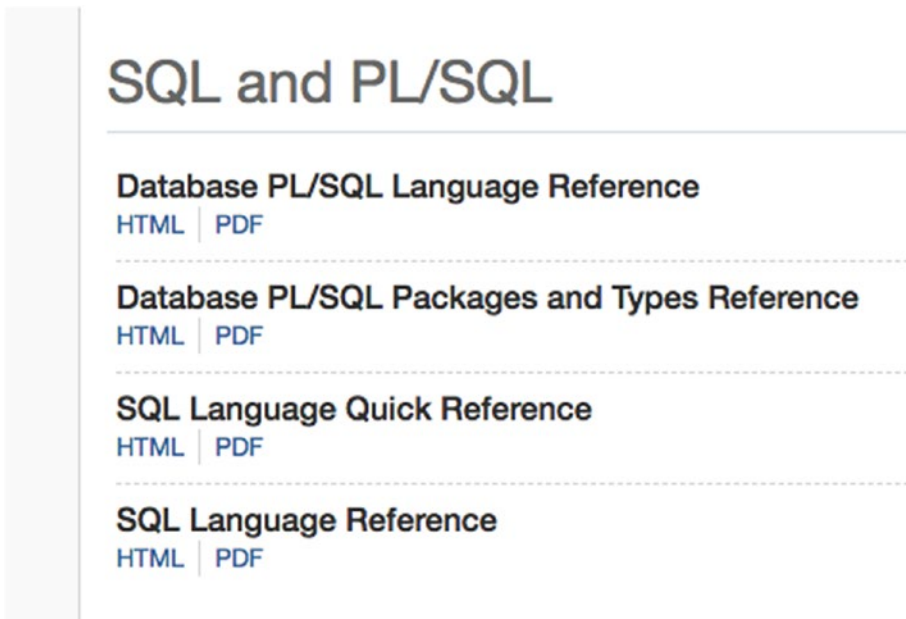 SQL and PL/SQL
Database PL/SQL Language Reference
HTML PDF
Database PL/SQL Packages and Types Reference
HTML PDF
SQL Language Quick Reference
HTML PDF
SQL Language Reference
HTML PDF